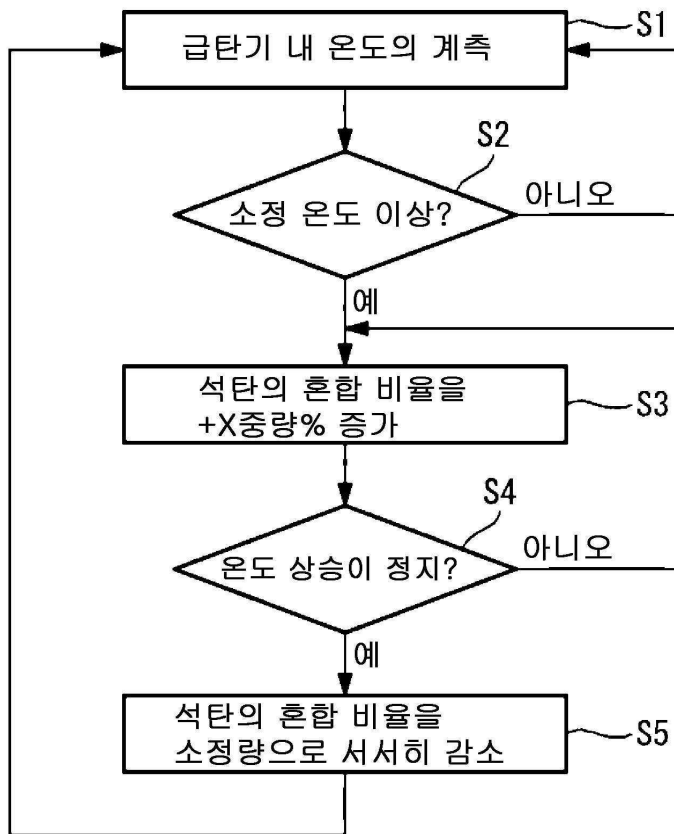 S1
급탄기 내 온도의 계측
S2
소정 온도 이상?
아니오
예
석탄의 혼합 비율을
+X중량% 증가
S3
S4
온도 상승이 정지?
아니오
예
석탄의 혼합 비율을
소정량으로 서서히 감소
S5